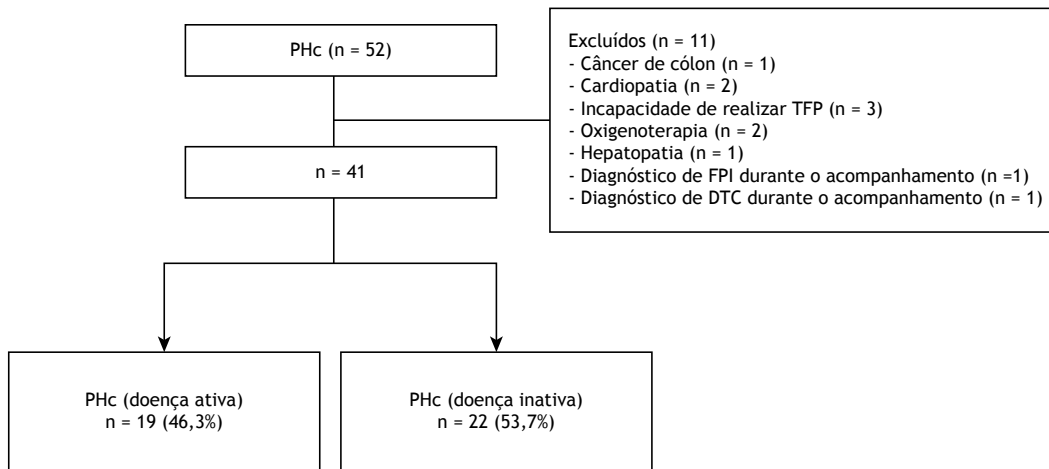 PHc (n = 52)
Excluídos (n = 11)
- Câncer de cólon (n = 1)
- Cardiopatia (n = 2)
- Incapacidade de realizar TFP (n = 3)
- Oxigenoterapia (n = 2)
- Hepatopatia (n = 1)
- Diagnóstico de FPI durante o acompanhamento (n =1)
- Diagnóstico de DTC durante o acompanhamento (n = 1)
n = 41
PHc (doença ativa)
n = 19 (46,3%)
PHc (doença inativa)
n = 22 (53,7%)